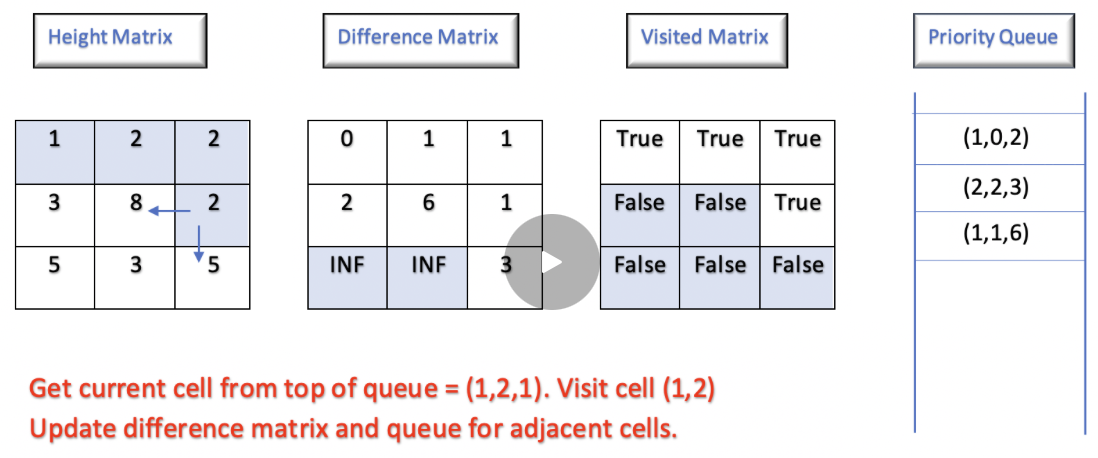 Height Matrix
Difference Matrix
Visited Matrix
Priority Queue
1 2 2
3 8 2
5 3 5
0 1 1
2 6 1
INF INF 3
True True True
False False True
False False False
(1,0,2)
(2,2,3)
(1,1,6)
Get current cell from top of queue = (1,2,1). Visit cell (1,2)
Update difference matrix and queue for adjacent cells.